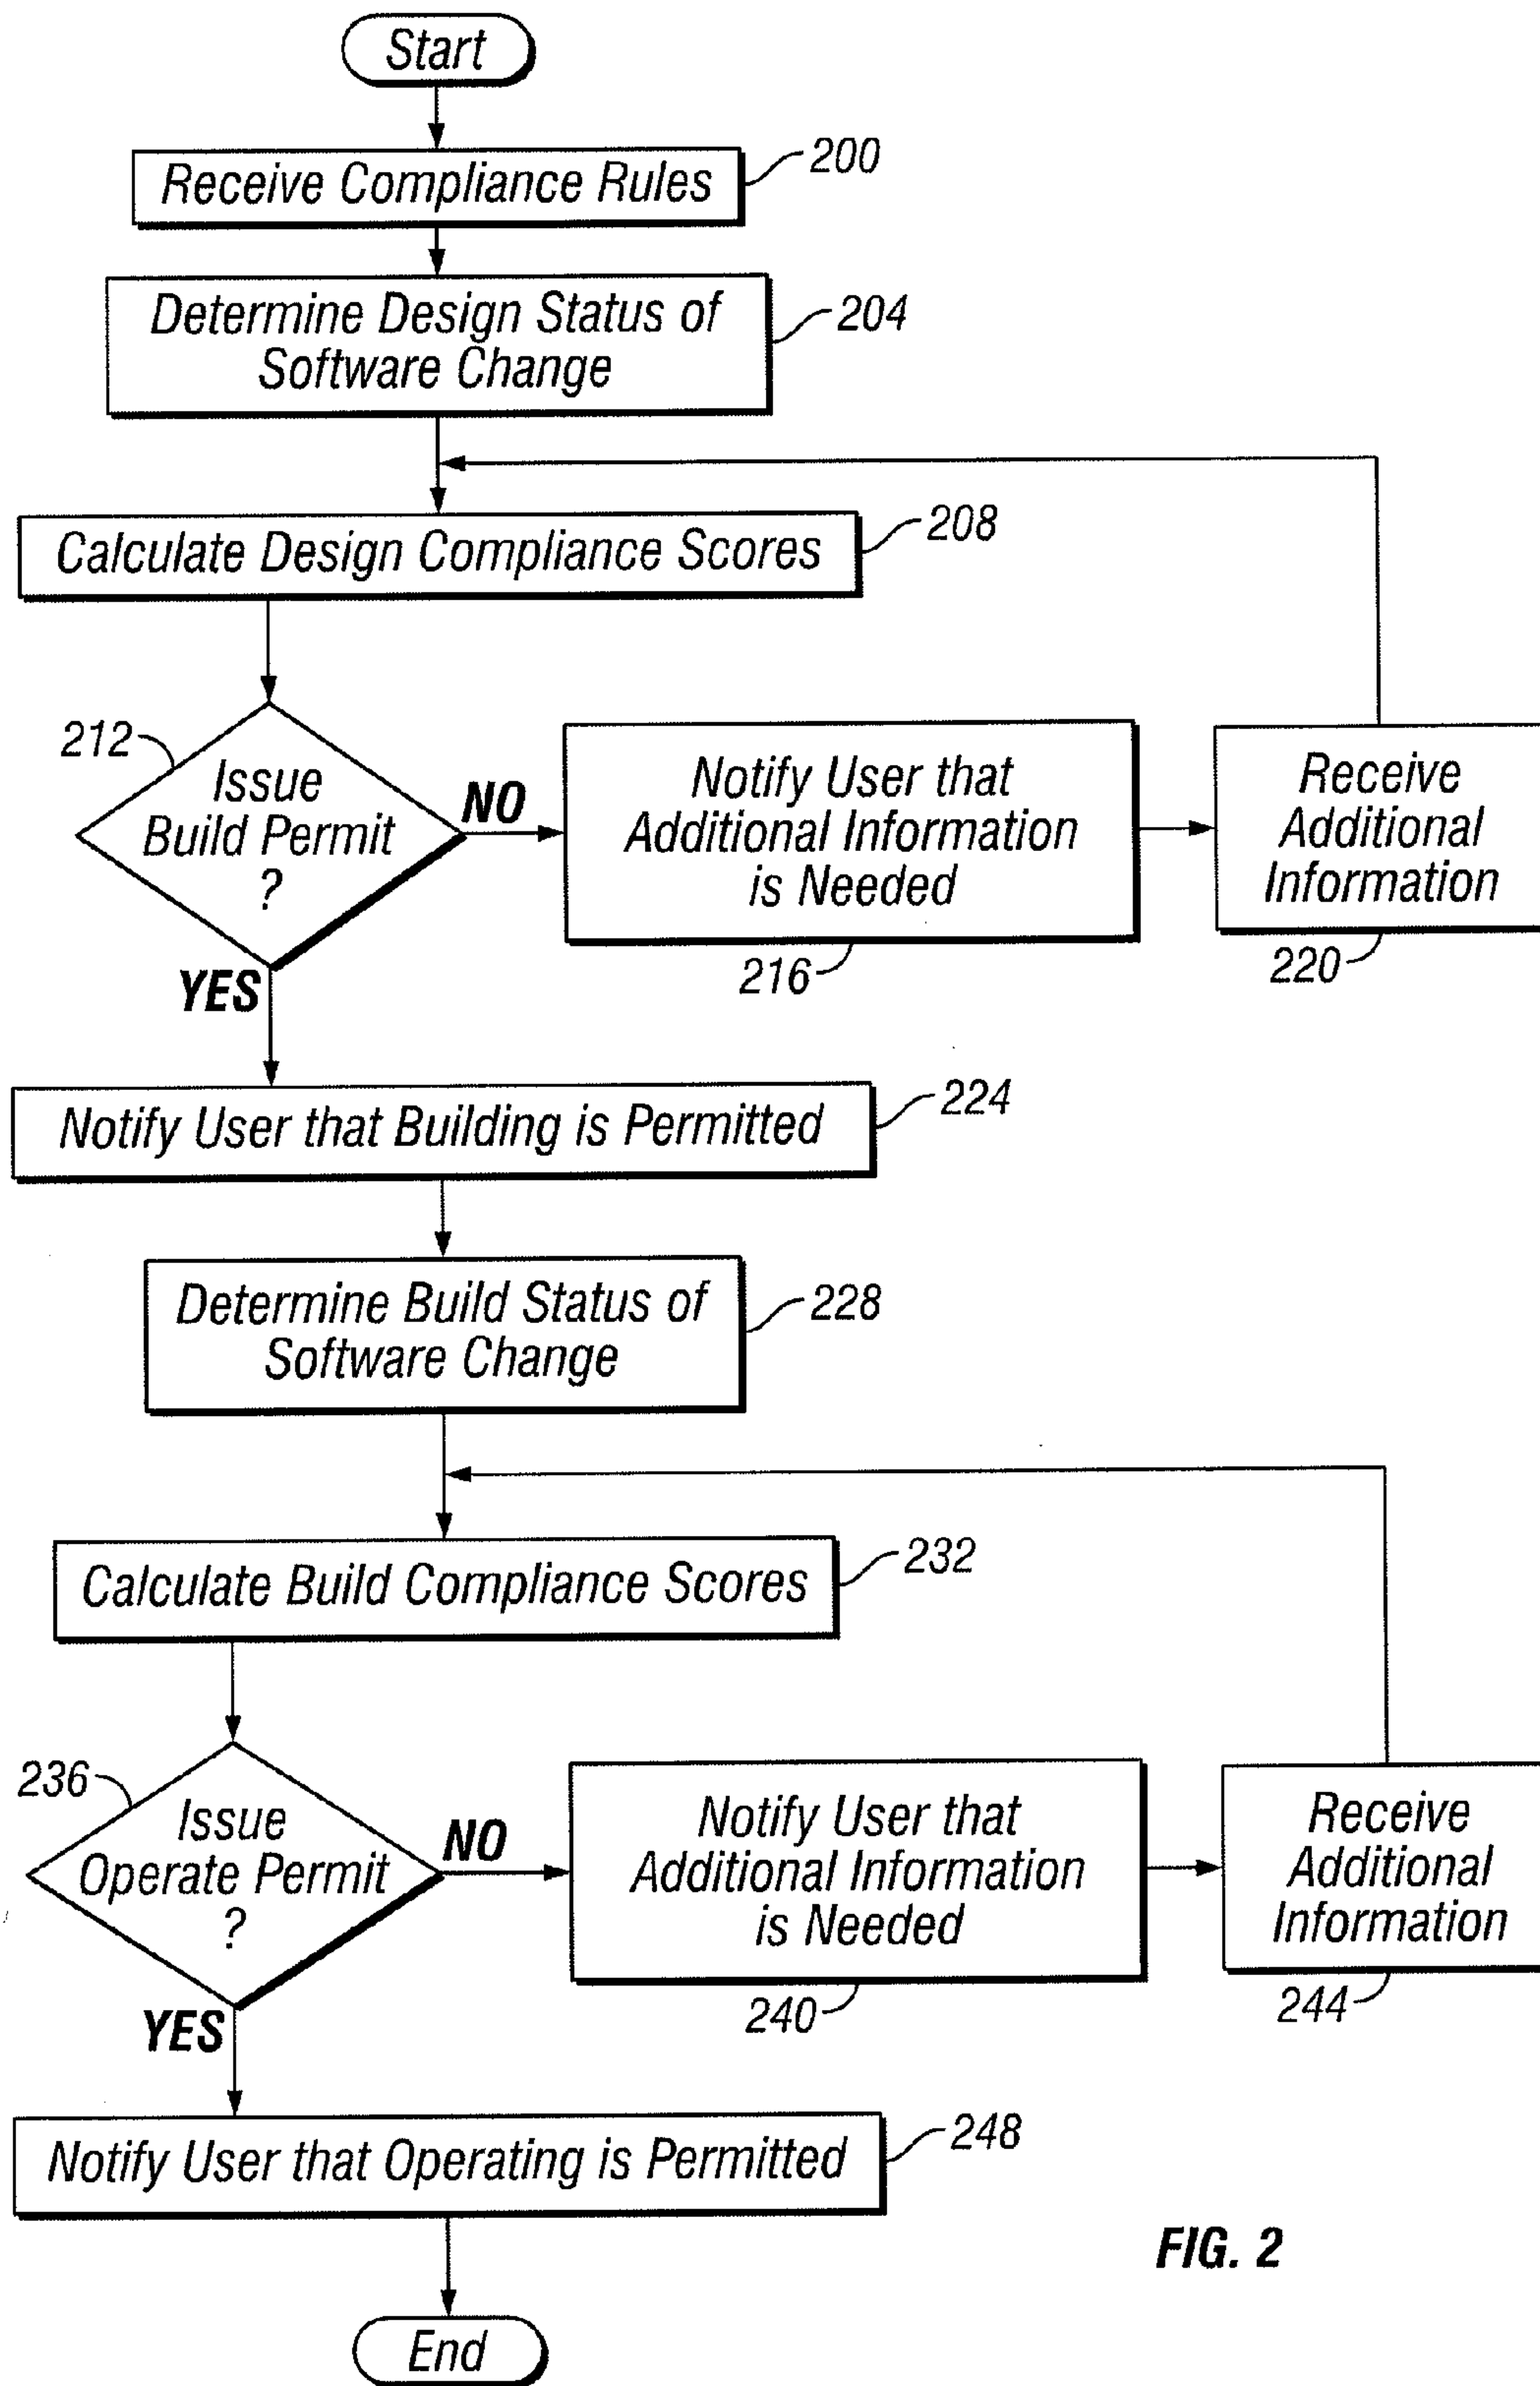 Start
Receive Compliance Rules
200
Determine Design Status of
Software Change
204
Calculate Design Compliance Scores
208
212
Issue
Build Permit
?
NO
YES
Notify User that
Additional Information
is Needed
216
Receive
Additional
Information
220
Notify User that Building is Permitted
224
Determine Build Status of
Software Change
228
Calculate Build Compliance Scores
232
236
Issue
Operate Permit
?
NO
YES
Notify User that
Additional Information
is Needed
240
Receive
Additional
Information
244
Notify User that Operating is Permitted
248
End
FIG. 2